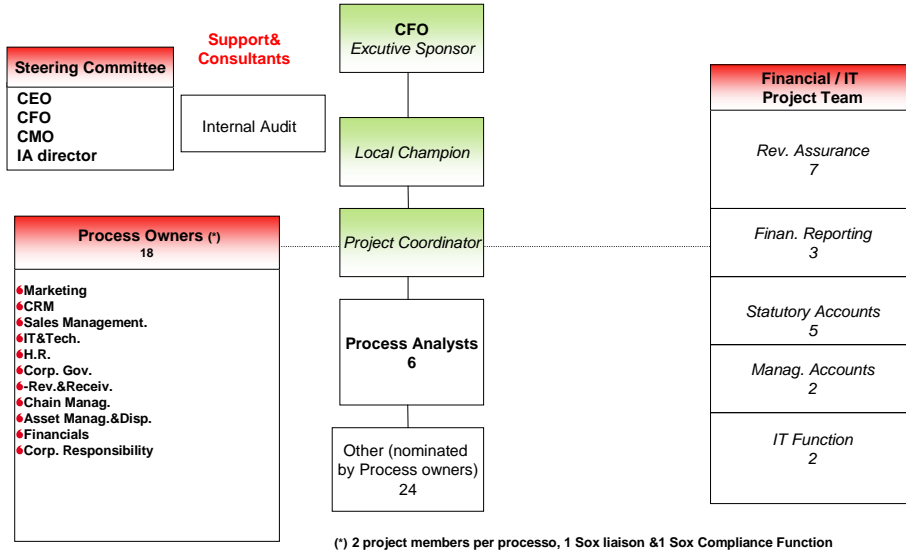 Steering Committee
CEO
CFO
CMO
IA director
Support&
Consultants
Internal Audit
CFO
Excutive Sponsor
Local Champion
Project Coordinator
Process Analysts
6
Other (nominated
by Process owners)
24
Process Owners (*)
18
Marketing
CRM
Sales Management.
IT&Tech.
H.R.
Corp. Gov.
-Rev.&Receiv.
Chain Manag.
Asset Manag.&Disp.
Financials
Corp. Responsibility
Financial / IT
Project Team
Rev. Assurance
7
Finan. Reporting
3
Statutory Accounts
5
Manag. Accounts
2
IT Function
2
(*) 2 project members per processo, 1 Sox liaison &1 Sox Compliance Function